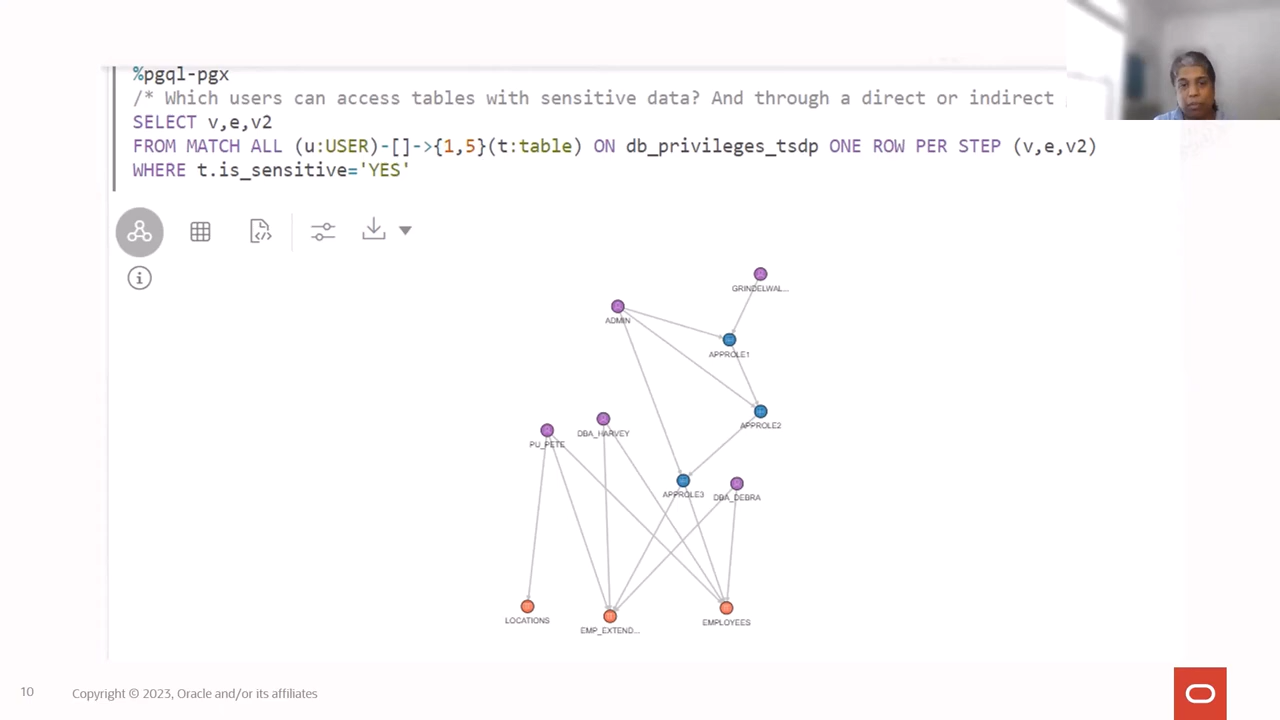 %pgql-pgx
/* Which users can access tables with sensitive data? And through a direct or indirect
SELECT v,e,v2
FROM MATCH ALL (u:USER)-[]->{1,5}(t:table) ON db_privileges_tsdp ONE ROW PER STEP (v,e,v2)
WHERE t.is_sensitive='YES'
GRINDELWAL...
ADMIN
APPROLE1
APPROLE2
DBA_HARVEY
PU_PETE
APPROLE3
DBA_DEBRA
LOCATIONS
EMP_EXTEND...
EMPLOYEES
10
Copyright © 2023, Oracle and/or its affiliates